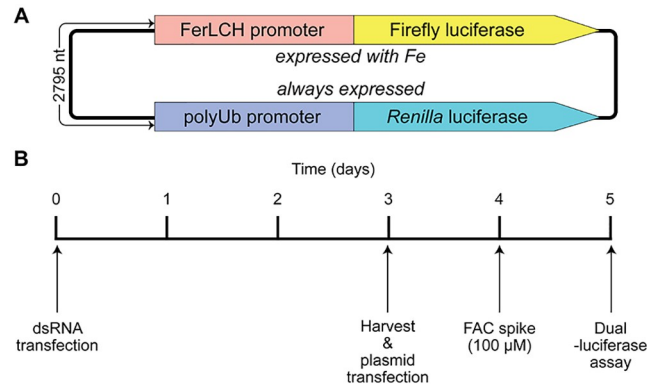 A
FerLCH promoter
Firefly luciferase
expressed with Fe
2795 nt
always expressed
polyUb promoter
Renilla luciferase
B
Time (days)
0 1 2 3 4 5
dsRNA
transfection
Harvest
&
plasmid
transfection
FAC spike
(100 µM)
Dual
-luciferase
assay